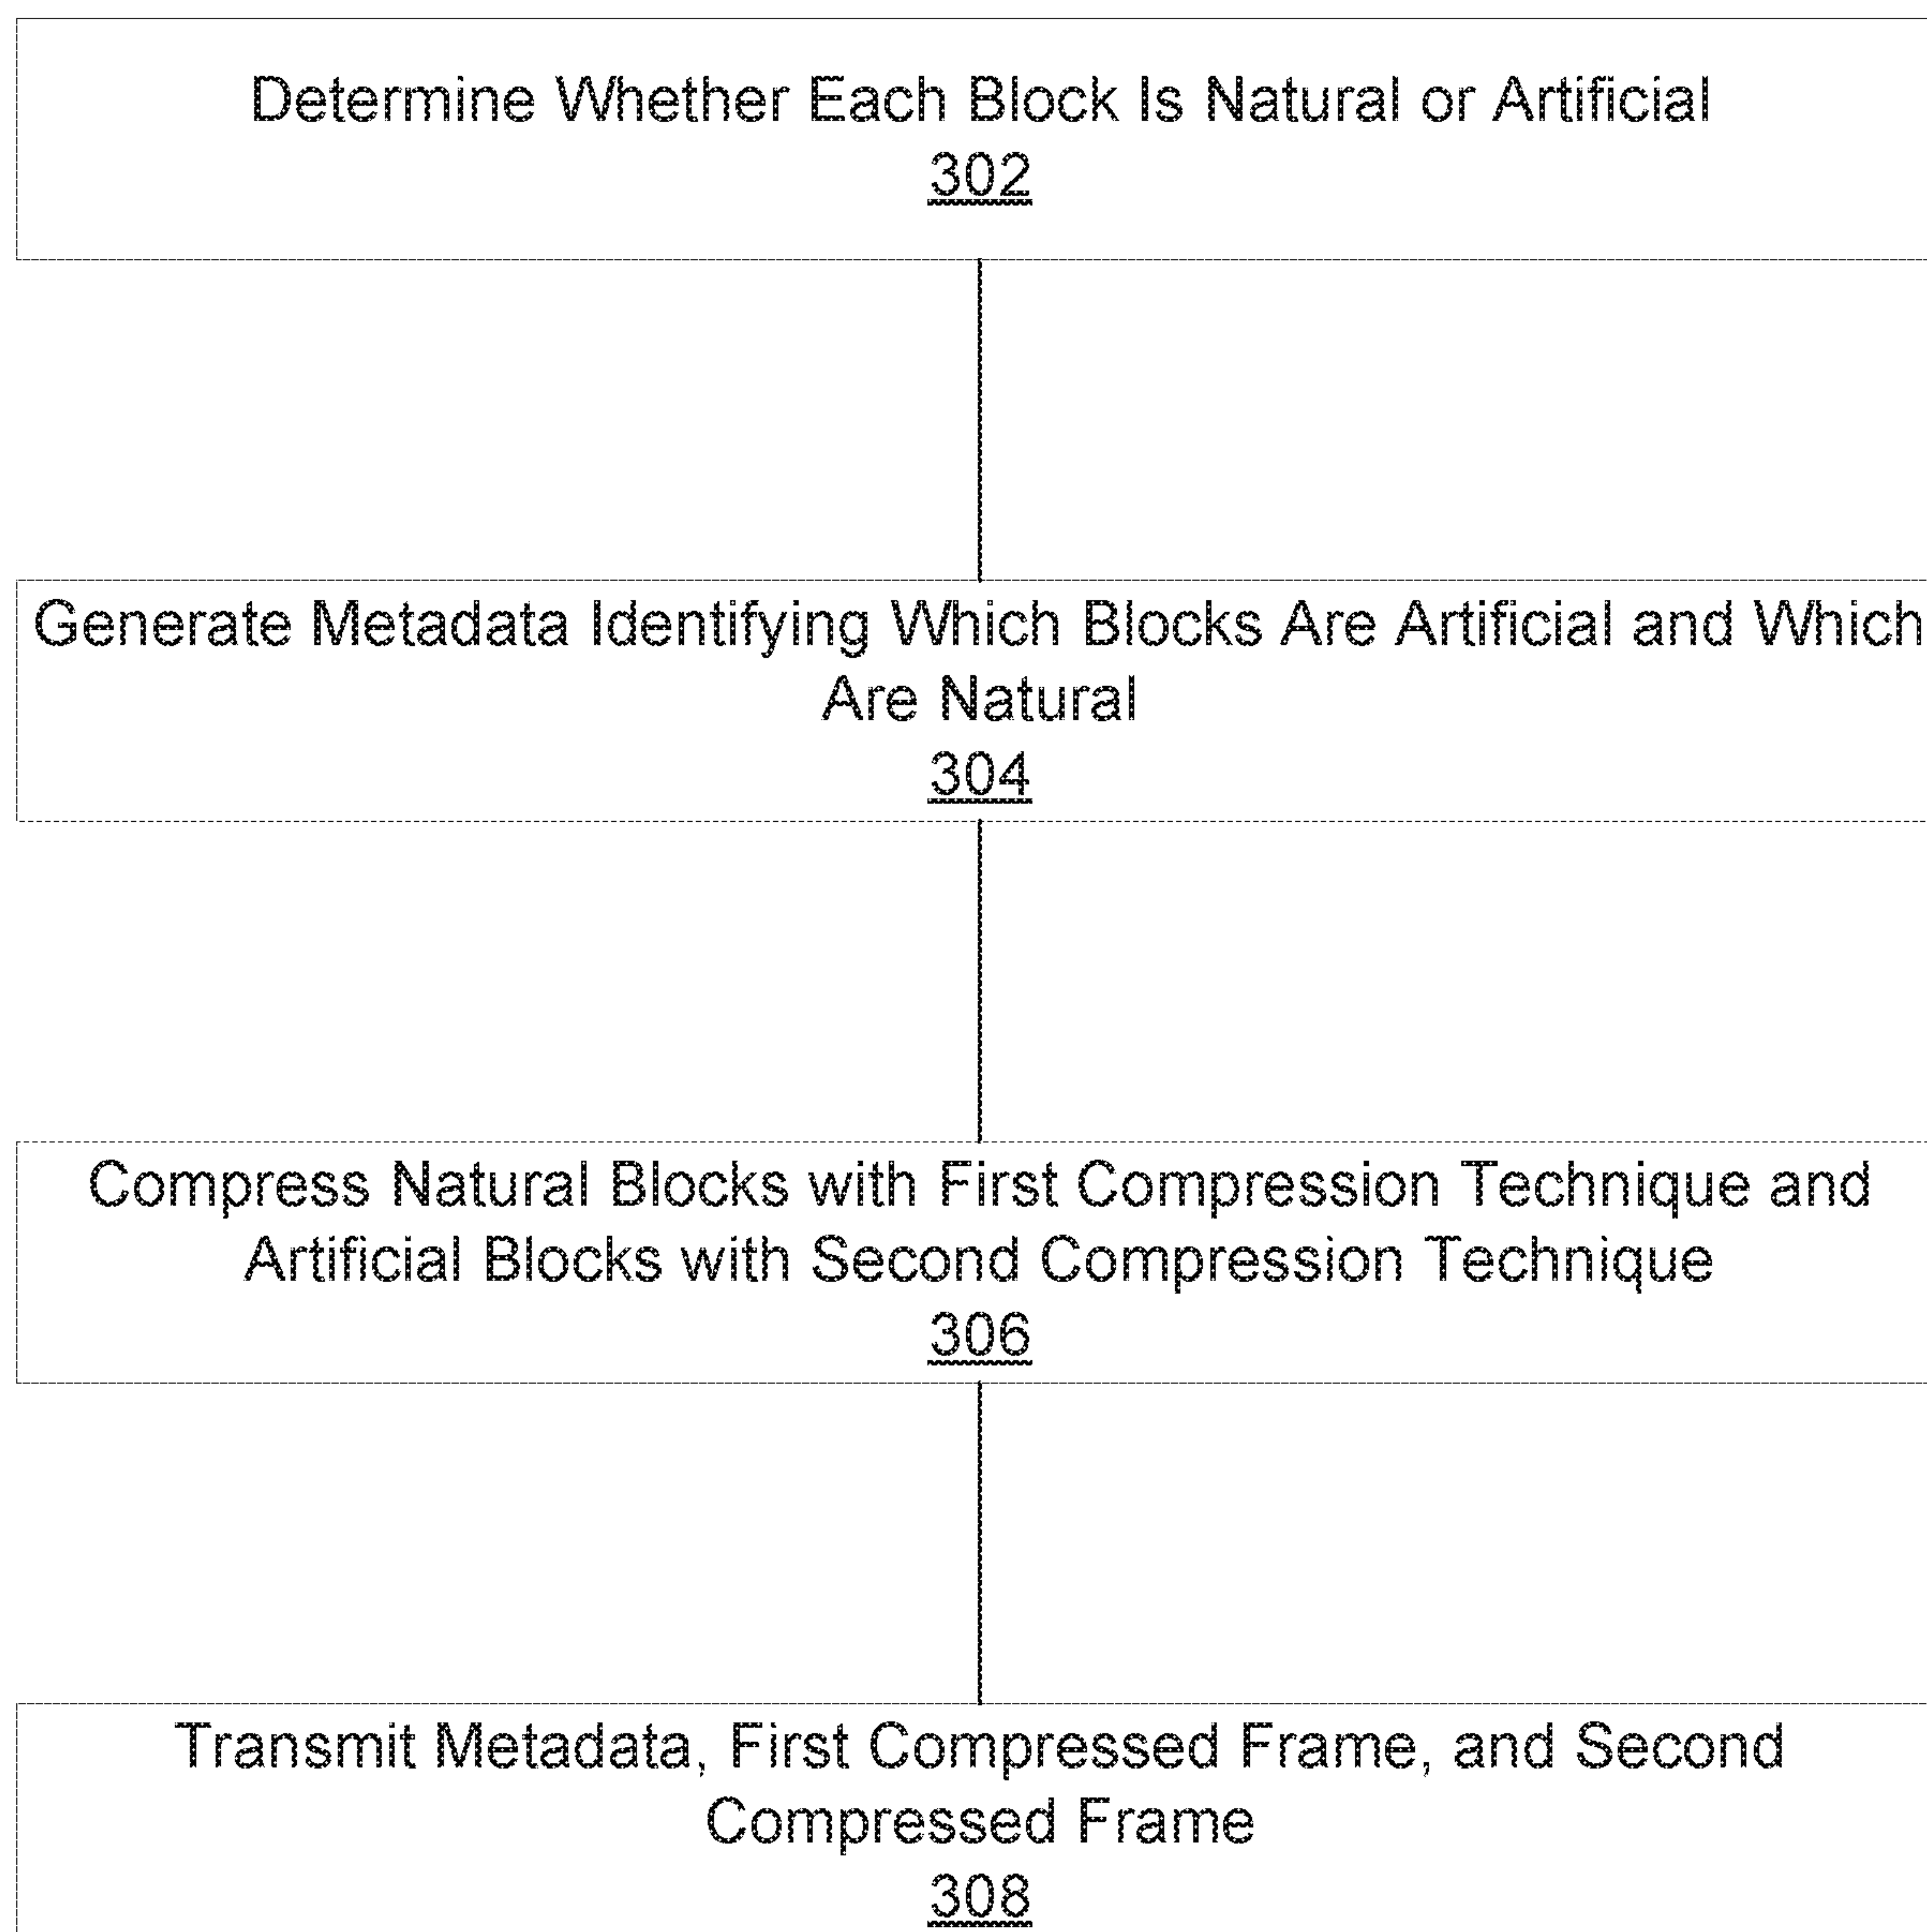 Determine Whether Each Block Is Natural or Artificial
302
Generate Metadata Identifying Which Blocks Are Artificial and Which
Are Natural
304
Compress Natural Blocks with First Compression Technique and
Artificial Blocks with Second Compression Technique
306
Transmit Metadata, First Compressed Frame, and Second
Compressed Frame
308